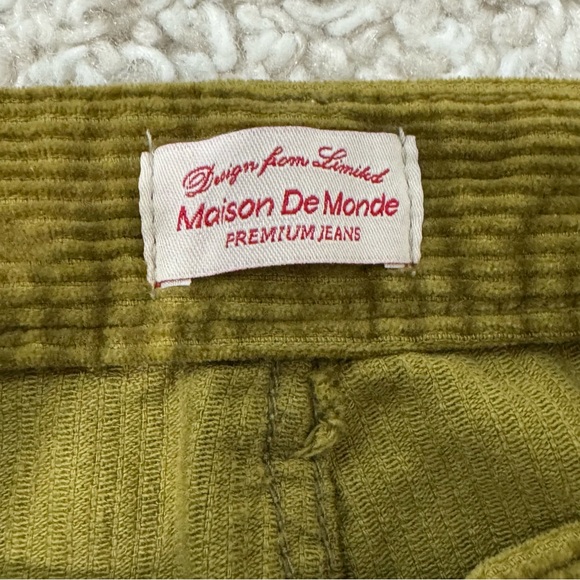 Design from Limited
Maison De Monde
PREMIUM JEANS